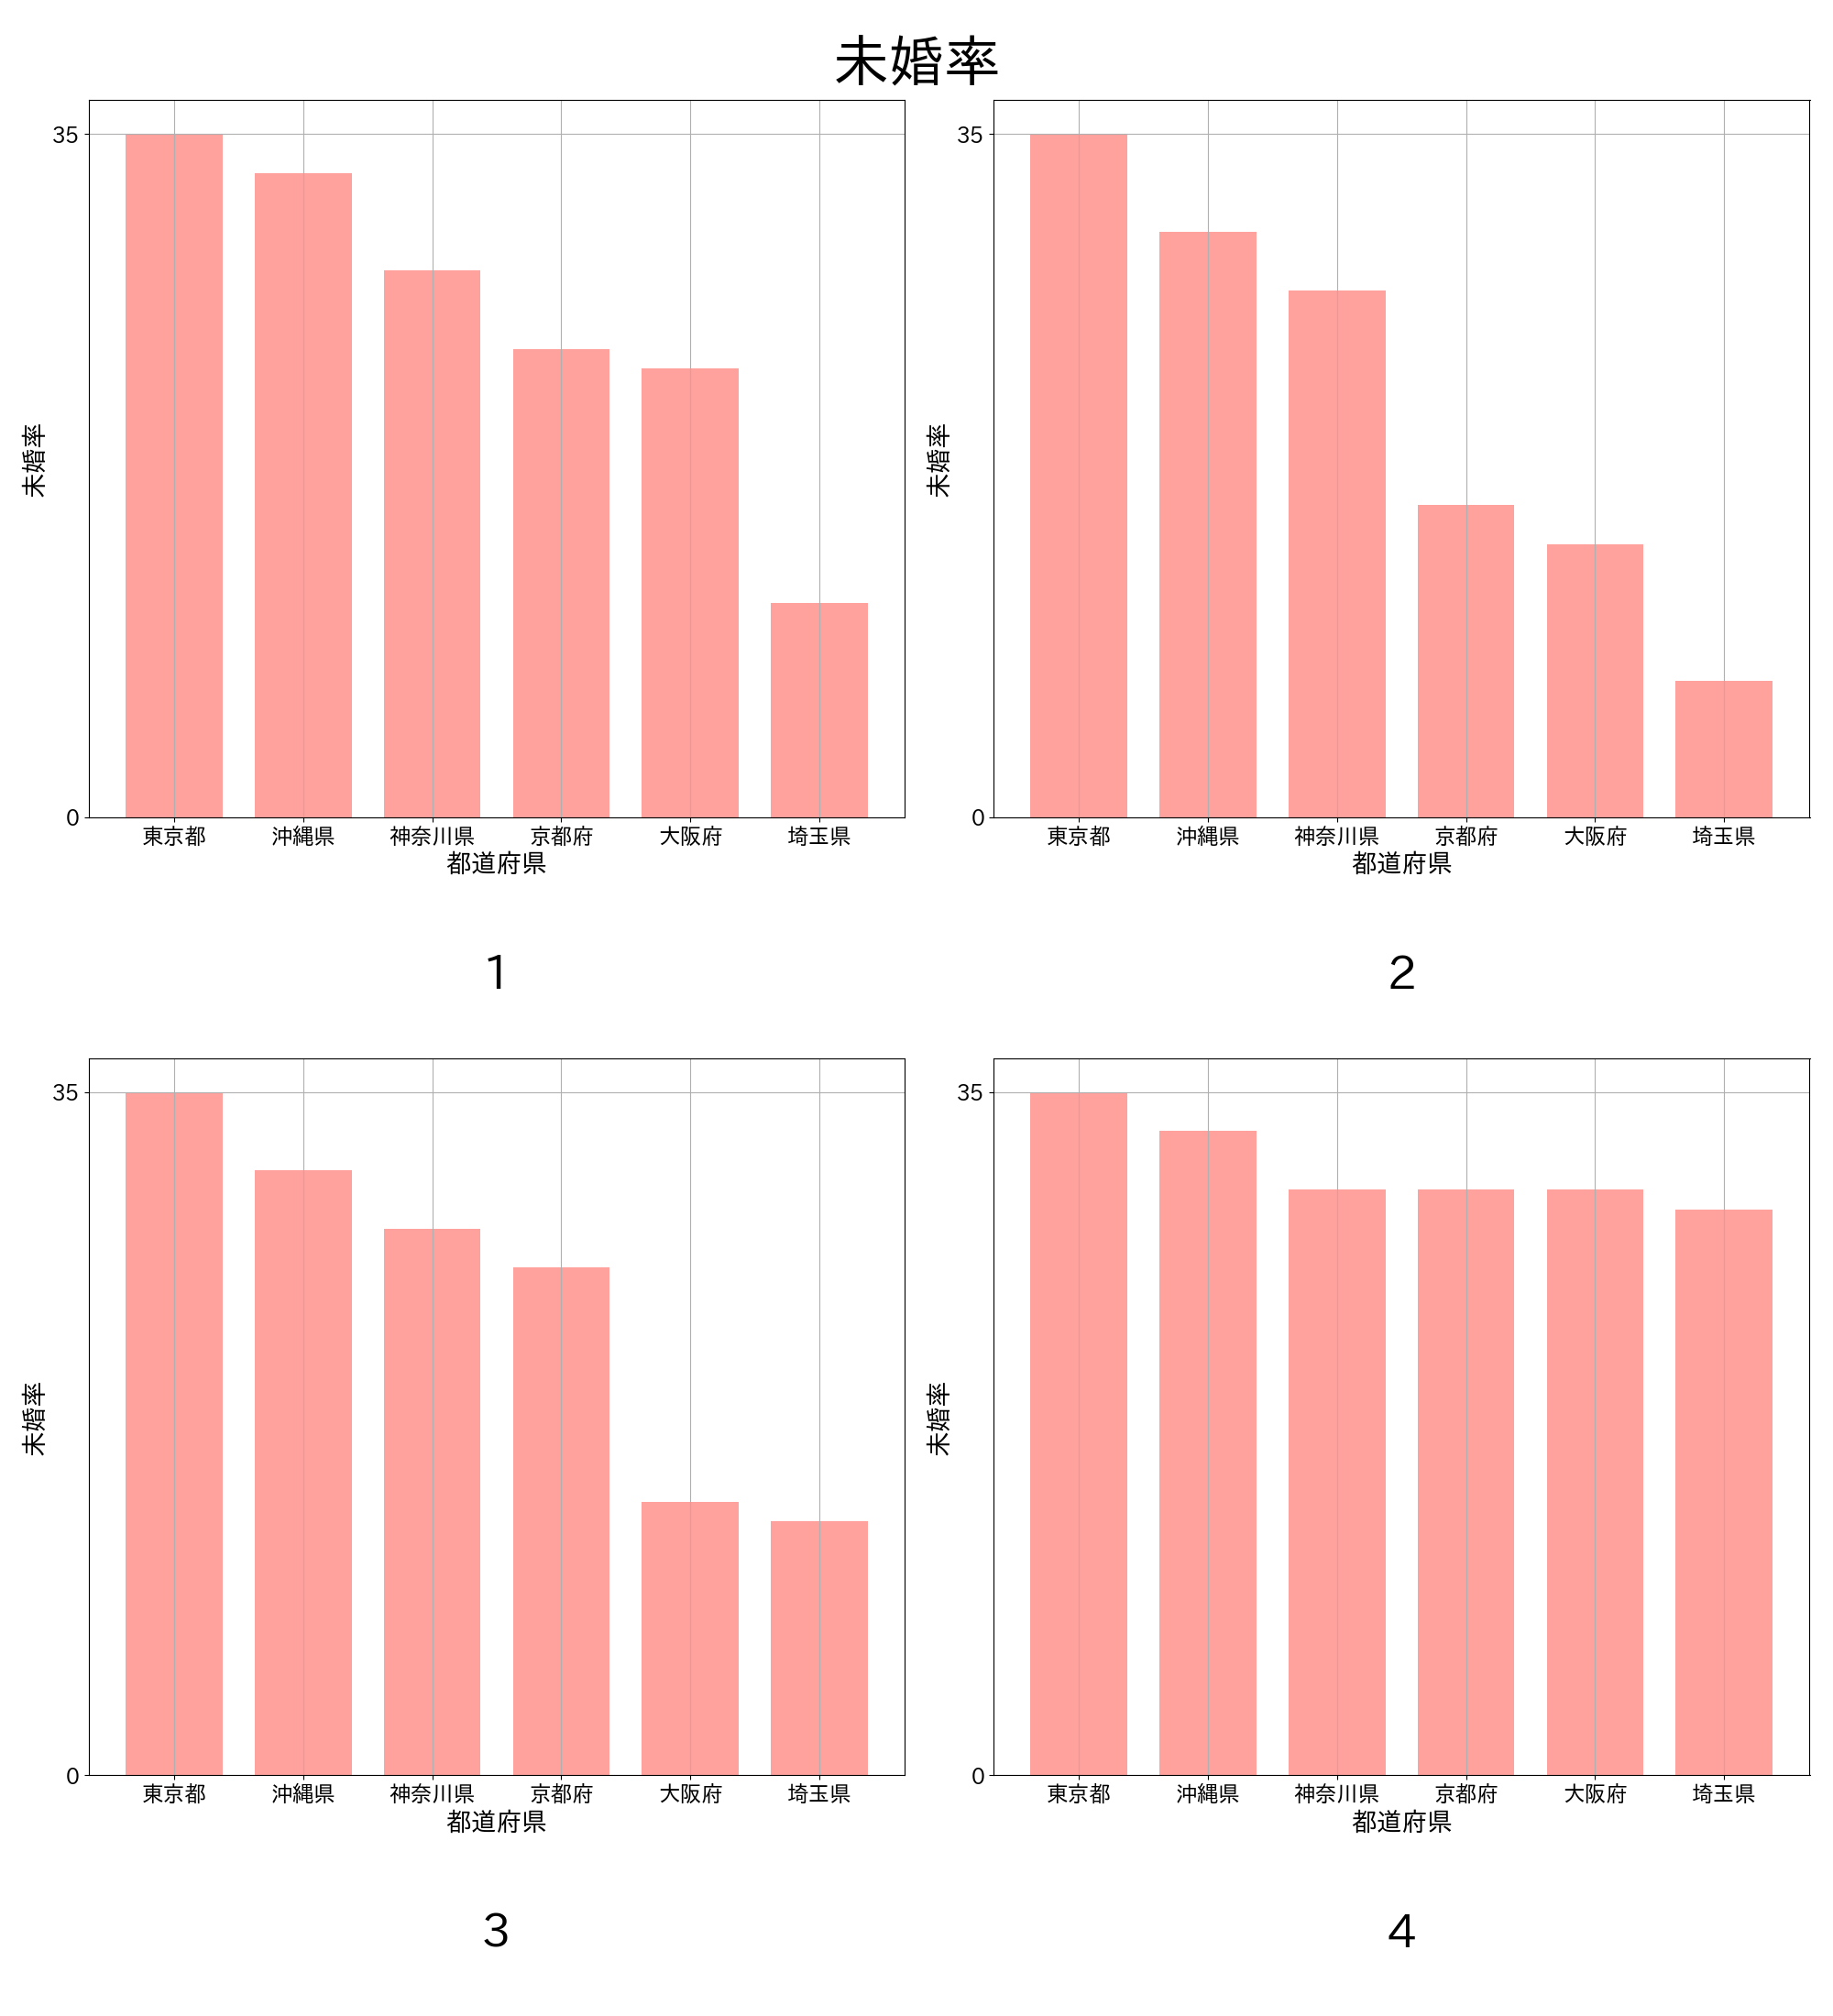 未婚率
35
0
未婚率
東京都 沖縄県 神奈川県 京都府 大阪府 埼玉県
都道府県
1
35
0
未婚率
東京都 沖縄県 神奈川県 京都府 大阪府 埼玉県
都道府県
2
35
0
未婚率
東京都 沖縄県 神奈川県 京都府 大阪府 埼玉県
都道府県
3
35
0
未婚率
東京都 沖縄県 神奈川県 京都府 大阪府 埼玉県
都道府県
4